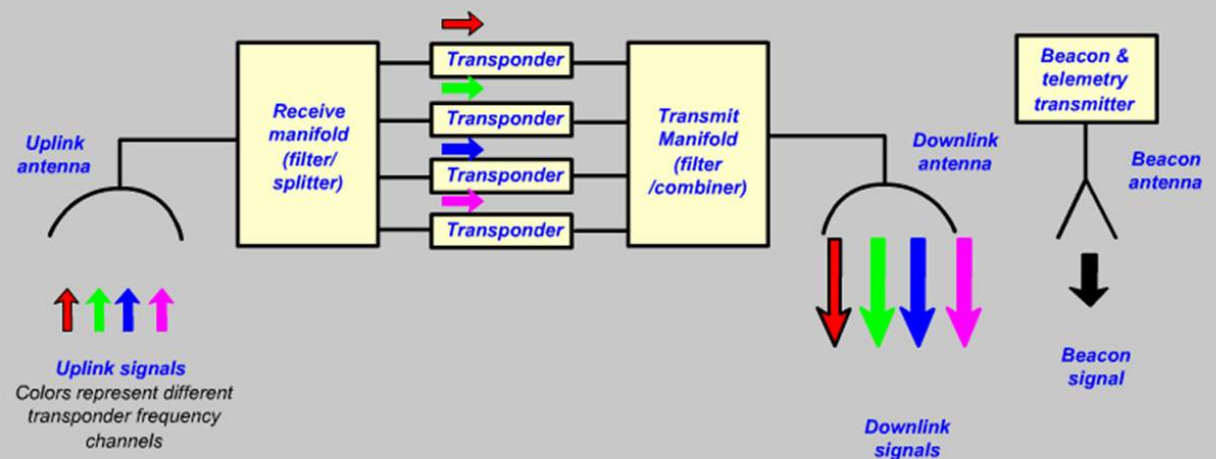 Uplink
antenna
Receive
manifold
(filter/
splitter)
Transponder
Transponder
Transponder
Transponder
Transmit
Manifold
(filter
/combiner)
Downlink
antenna
Beacon &
telemetry
transmitter
Beacon
antenna
Uplink signals
Colors represent different
transponder frequency
channels
Downlink
signals
Beacon
signal